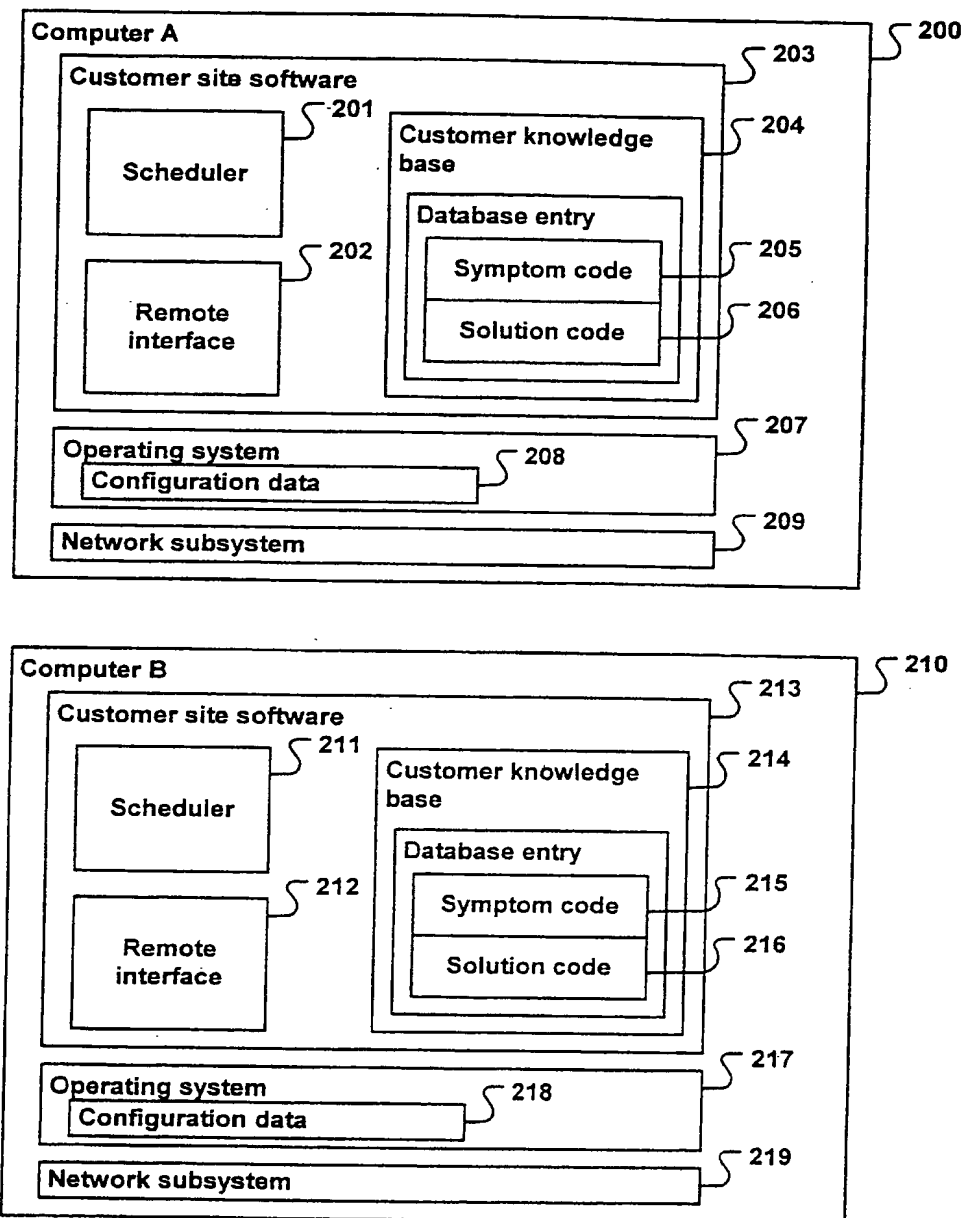 Computer A
200
Customer site software
203
201
Scheduler
Customer knowledge
base
204
Database entry
202
Remote
interface
Symptom code
205
Solution code
206
Operating system
207
Configuration data
208
Network subsystem
209
Computer B
210
Customer site software
213
211
Scheduler
Customer knowledge
base
214
Database entry
212
Remote
interface
Symptom code
215
Solution code
216
Operating system
217
Configuration data
218
Network subsystem
219